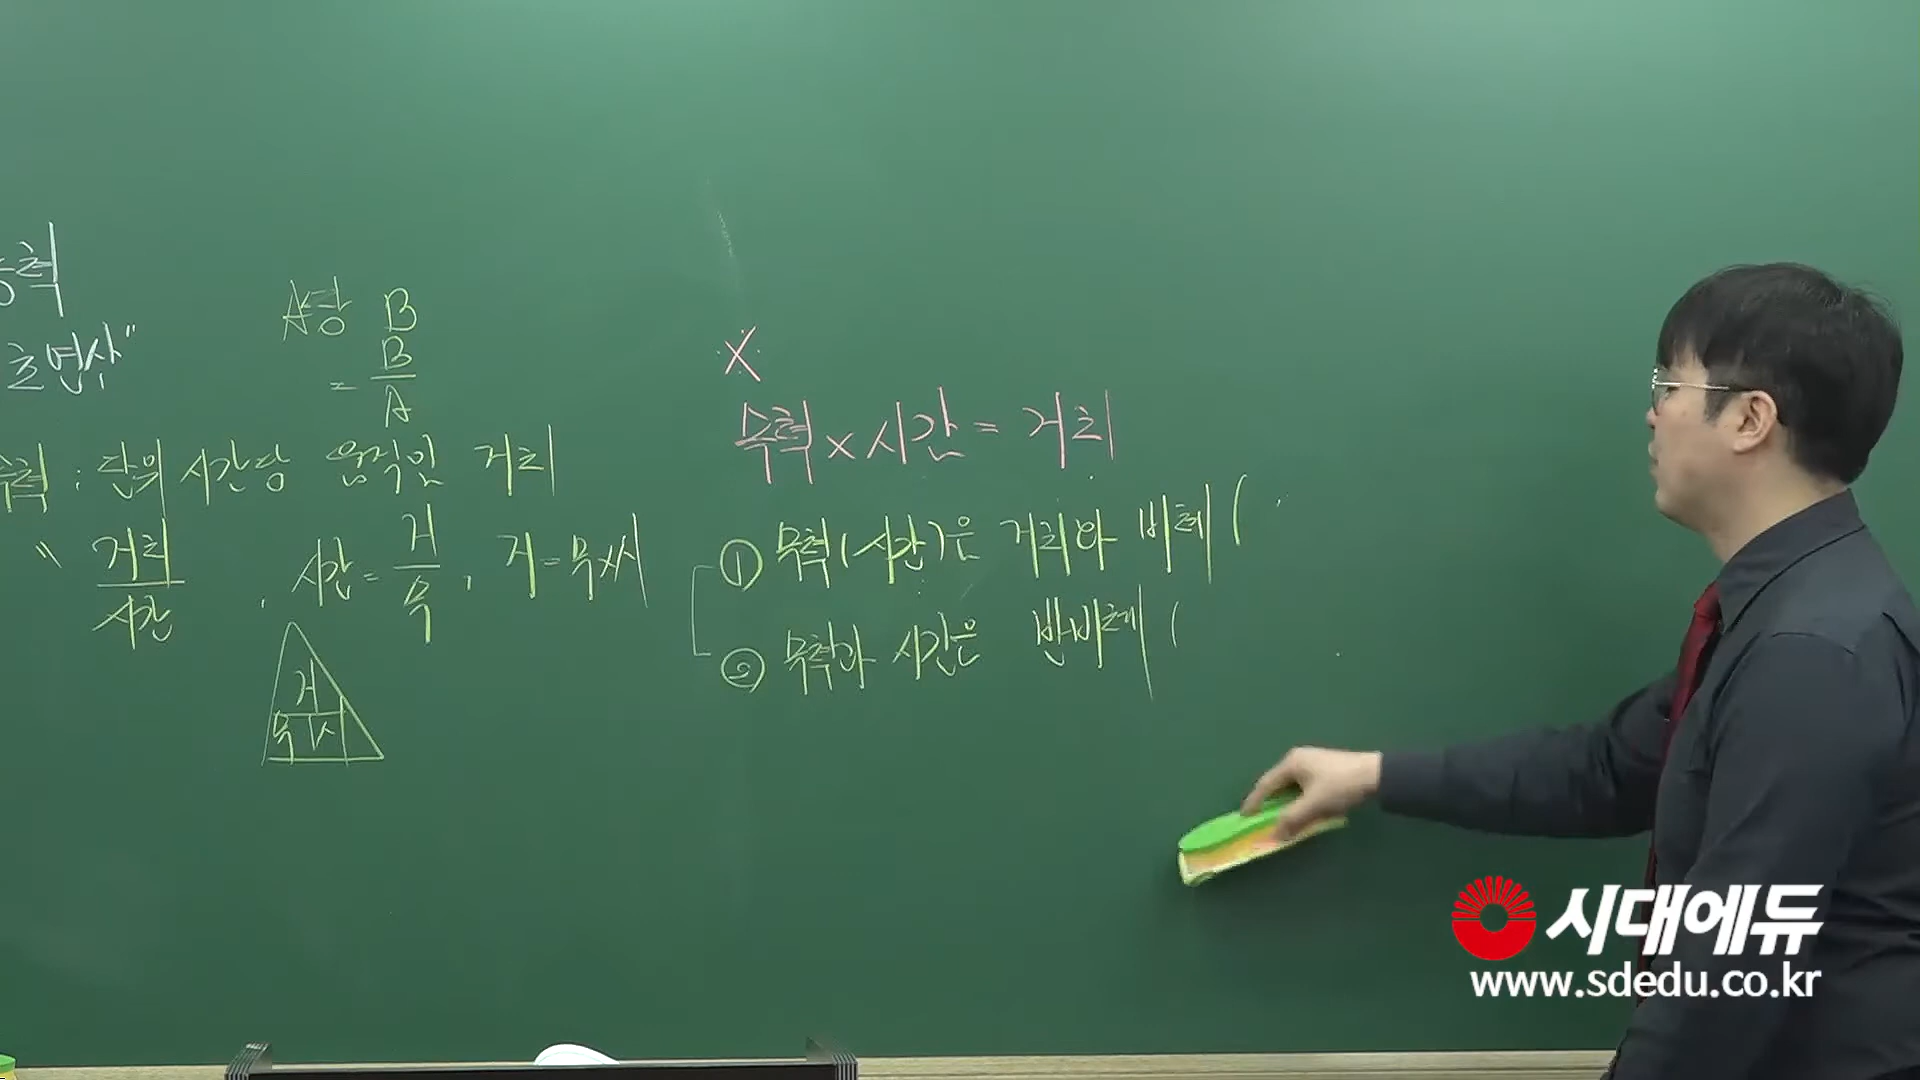 속력
초 연산"
A당 B
= B/A
속력 : 단위 시간당 움직인 거리
" 거리/시간 , 시간 = 거/속 , 거=속×시
거
속 시
X
속력 × 시간 = 거리
① 속력(시간)은 거리와 비례 (
② 속력과 시간은 반비례 (
시대에듀
www.sdedu.co.kr